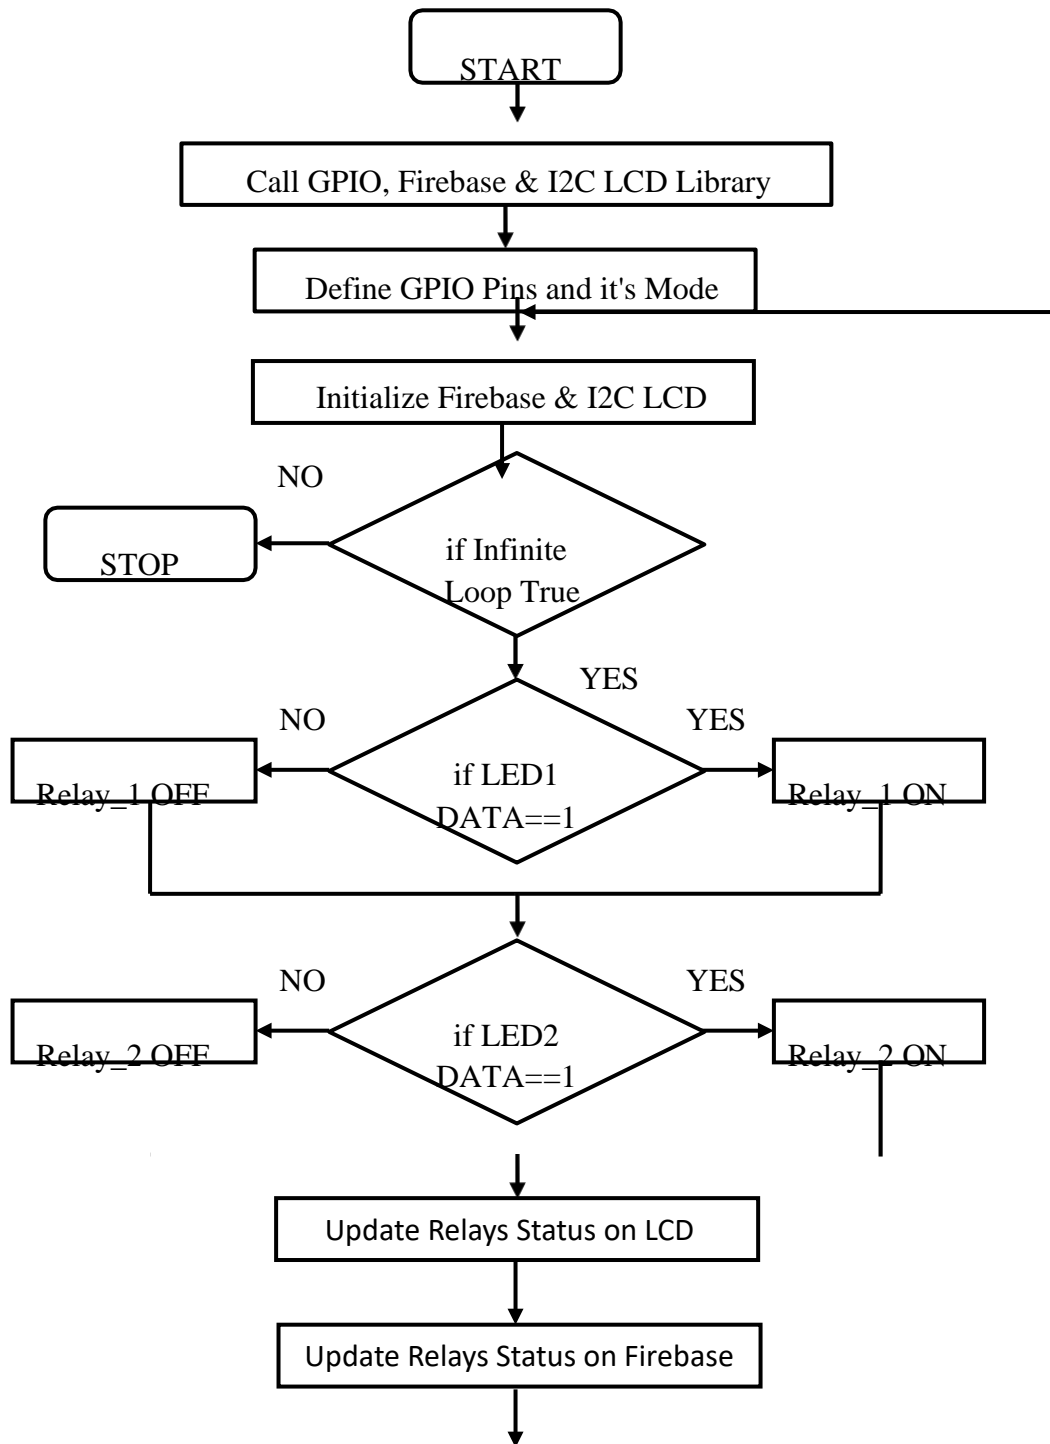 START
Call GPIO, Firebase & I2C LCD Library
Define GPIO Pins and it's Mode
Initialize Firebase & I2C LCD
NO
STOP
if Infinite
Loop True
YES
NO
YES
Relay_1 OFF
if LED1
DATA==1
Relay_1 ON
NO
YES
Relay_2 OFF
if LED2
DATA==1
Relay_2 ON
Update Relays Status on LCD
Update Relays Status on Firebase